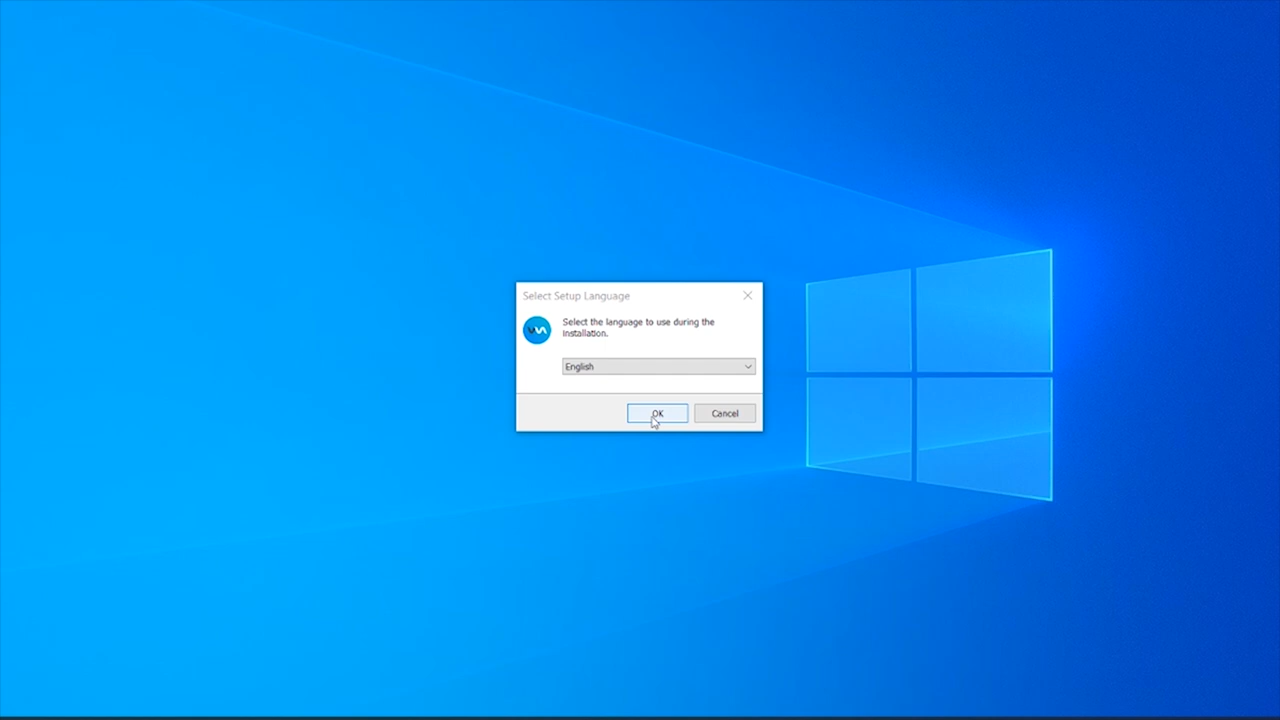 Select Setup Language
Select the language to use during the
installation.
English
OK
Cancel